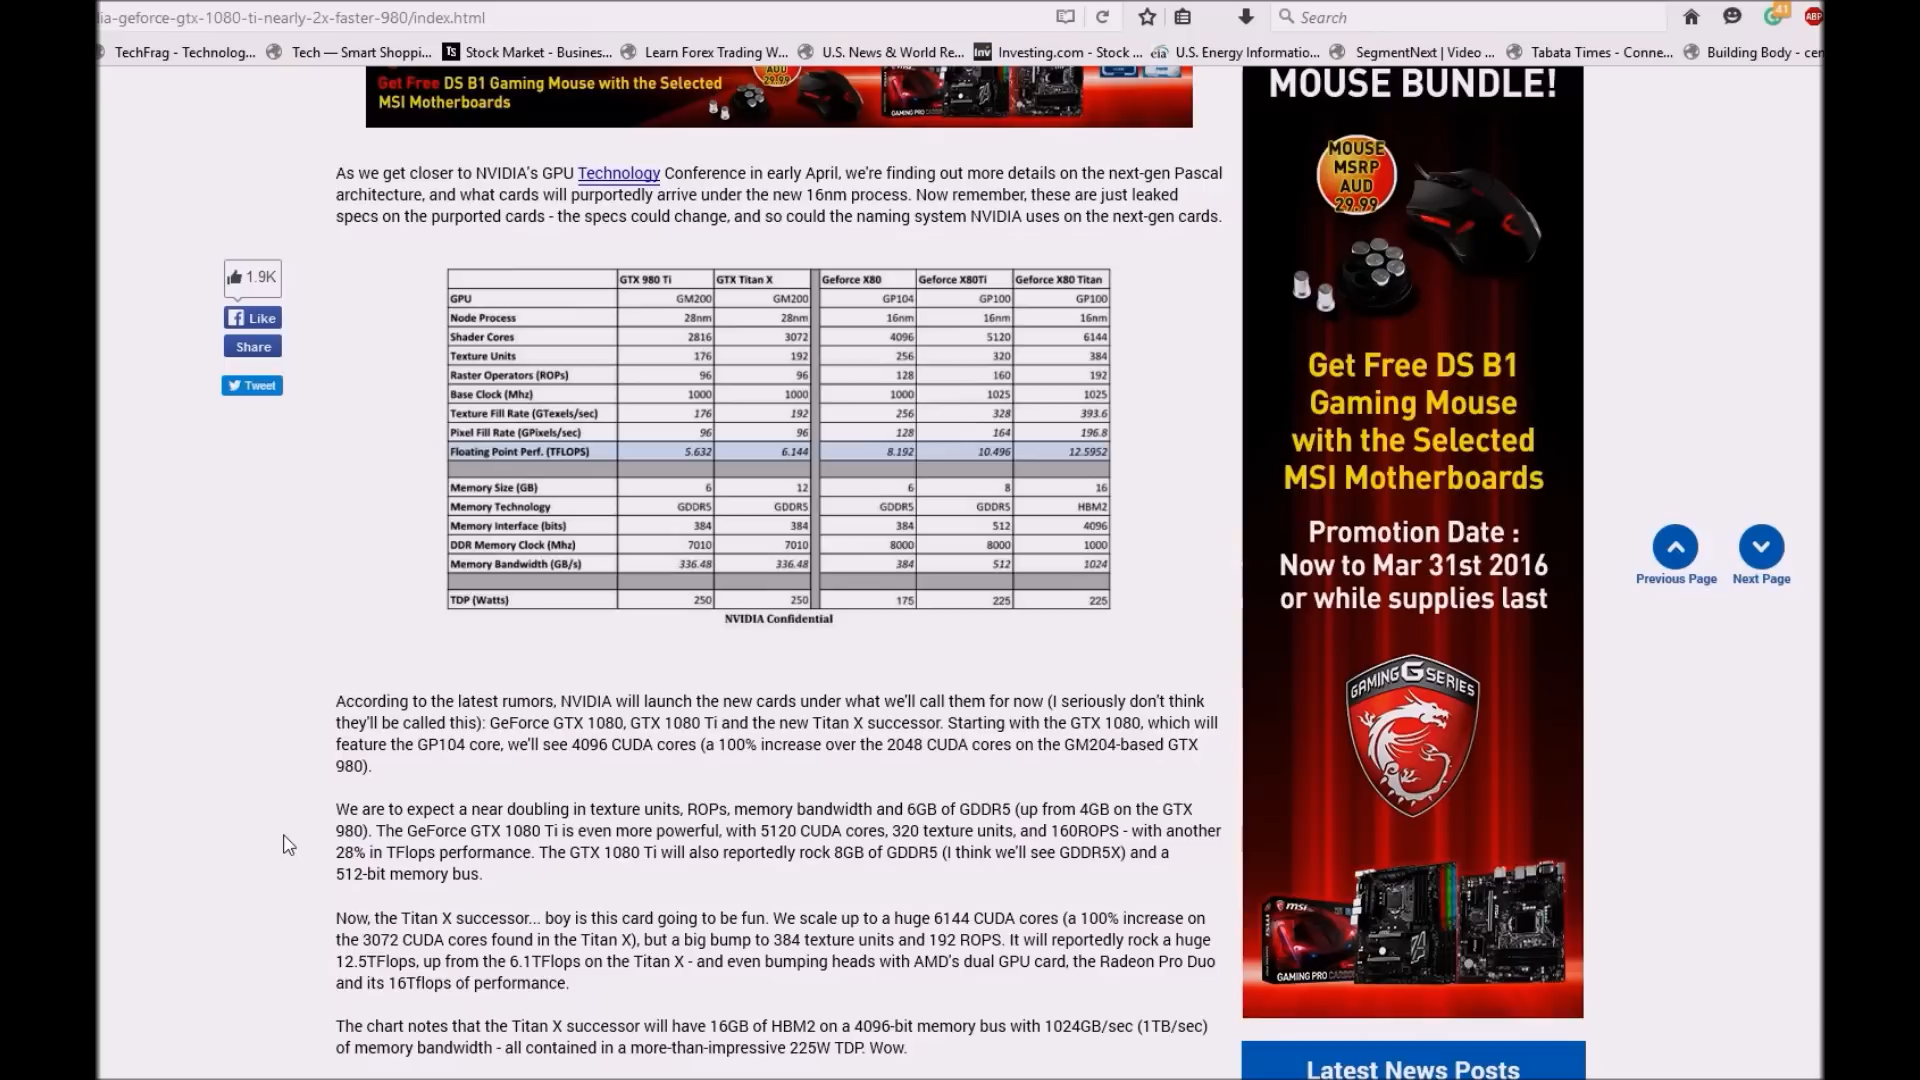 ia-geforce-gtx-1080-ti-nearly-2x-faster-980/index.html
Search
41
ABP
TechFrag - Technolog...
Tech — Smart Shoppi...
Ts Stock Market - Busines...
Learn Forex Trading W...
U.S. News & World Re...
Inv Investing.com - Stock ...
eia U.S. Energy Informatio...
SegmentNext | Video ...
Tabata Times - Conne...
Building Body - cen
AUD
29.99
Get Free DS B1 Gaming Mouse with the Selected
MSI Motherboards
GAMING PRO CARBON
As we get closer to NVIDIA's GPU Technology Conference in early April, we're finding out more details on the next-gen Pascal
architecture, and what cards will purportedly arrive under the new 16nm process. Now remember, these are just leaked
specs on the purported cards - the specs could change, and so could the naming system NVIDIA uses on the next-gen cards.
1.9K
Like
Share
Tweet
GTX 980 Ti GTX Titan X Geforce X80 Geforce X80Ti Geforce X80 Titan
GPU GM200 GM200 GP104 GP100 GP100
Node Process 28nm 28nm 16nm 16nm 16nm
Shader Cores 2816 3072 4096 5120 6144
Texture Units 176 192 256 320 384
Raster Operators (ROPs) 96 96 128 160 192
Base Clock (Mhz) 1000 1000 1000 1025 1025
Texture Fill Rate (GTexels/sec) 176 192 256 328 393.6
Pixel Fill Rate (GPixels/sec) 96 96 128 164 196.8
Floating Point Perf. (TFLOPS) 5.632 6.144 8.192 10.496 12.5952
Memory Size (GB) 6 12 6 8 16
Memory Technology GDDR5 GDDR5 GDDR5 GDDR5 HBM2
Memory Interface (bits) 384 384 384 512 4096
DDR Memory Clock (Mhz) 7010 7010 8000 8000 1000
Memory Bandwidth (GB/s) 336.48 336.48 384 512 1024
TDP (Watts) 250 250 175 225 225
NVIDIA Confidential
According to the latest rumors, NVIDIA will launch the new cards under what we'll call them for now (I seriously don't think
they'll be called this): GeForce GTX 1080, GTX 1080 Ti and the new Titan X successor. Starting with the GTX 1080, which will
feature the GP104 core, we'll see 4096 CUDA cores (a 100% increase over the 2048 CUDA cores on the GM204-based GTX
980).
We are to expect a near doubling in texture units, ROPs, memory bandwidth and 6GB of GDDR5 (up from 4GB on the GTX
980). The GeForce GTX 1080 Ti is even more powerful, with 5120 CUDA cores, 320 texture units, and 160ROPS - with another
28% in TFlops performance. The GTX 1080 Ti will also reportedly rock 8GB of GDDR5 (I think we'll see GDDR5X) and a
512-bit memory bus.
Now, the Titan X successor... boy is this card going to be fun. We scale up to a huge 6144 CUDA cores (a 100% increase on
the 3072 CUDA cores found in the Titan X), but a big bump to 384 texture units and 192 ROPS. It will reportedly rock a huge
12.5TFlops, up from the 6.1TFlops on the Titan X - and even bumping heads with AMD's dual GPU card, the Radeon Pro Duo
and its 16Tflops of performance.
The chart notes that the Titan X successor will have 16GB of HBM2 on a 4096-bit memory bus with 1024GB/sec (1TB/sec)
of memory bandwidth - all contained in a more-than-impressive 225W TDP. Wow.
MOUSE BUNDLE!
MOUSE
MSRP
AUD
29.99
Get Free DS B1
Gaming Mouse
with the Selected
MSI Motherboards
Promotion Date :
Now to Mar 31st 2016
or while supplies last
GAMING G SERIES
msi
GAMING PRO CARBON
Latest News Posts
Previous Page
Next Page